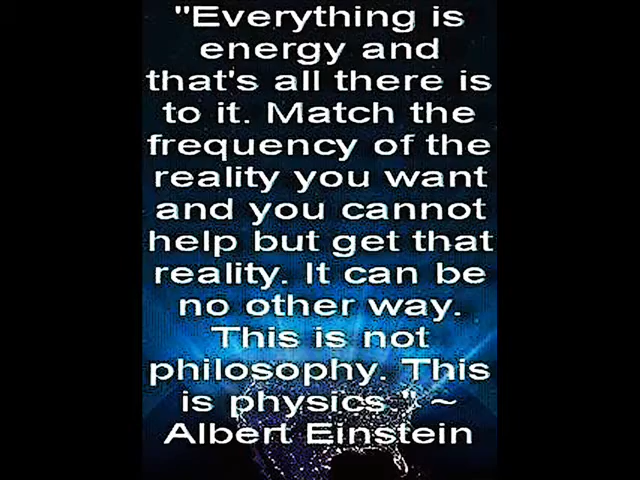 "Everything is
energy and
that's all there is
to it. Match the
frequency of the
reality you want
and you cannot
help but get that
reality. It can be
no other way.
This is not
philosophy. This
is physics." ~
Albert Einstein